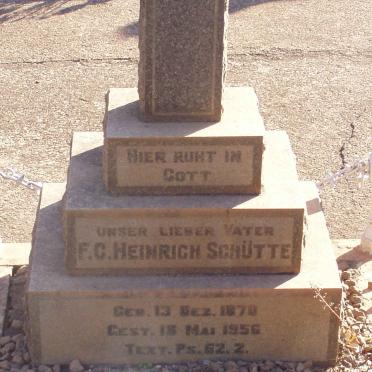 HIER RUHT IN
GOTT
UNSER LIEBER VATER
F.C. HEINRICH SCHÜTTE
GEB. 13 DEZ. 1870
GEST. 18 MAI 1956
TEXT. PS. 62. 2.